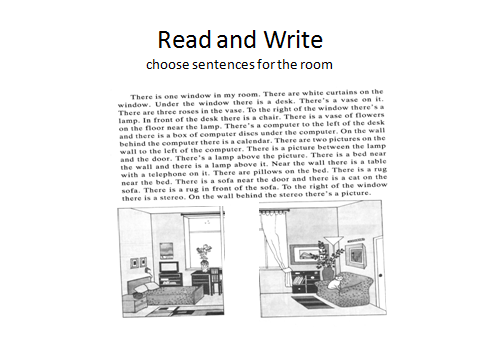 Read and Write
choose sentences for the room
There is one window in my room. There are white curtains on the
window. Under the window there is a desk. There's a vase on it.
There are three roses in the vase. To the right of the window there's a
lamp. In front of the desk there is a chair. There is a vase of flowers
on the floor near the lamp. There's a computer to the left of the desk
and there is a box of computer discs under the computer. On the wall
behind the computer there is a calendar. There are two pictures on the
wall to the left of the computer. There is a picture between the lamp
and the door. There's a lamp above the picture. There is a bed near
the wall and there is a lamp above it. Near the wall there is a table
with a telephone on it. There are pillows on the bed. There is a rug
near the bed. There is a sofa near the door and there is a cat on the
sofa. There is a rug in front of the sofa. To the right of the window
there is a stereo. On the wall behind the stereo there's a picture.